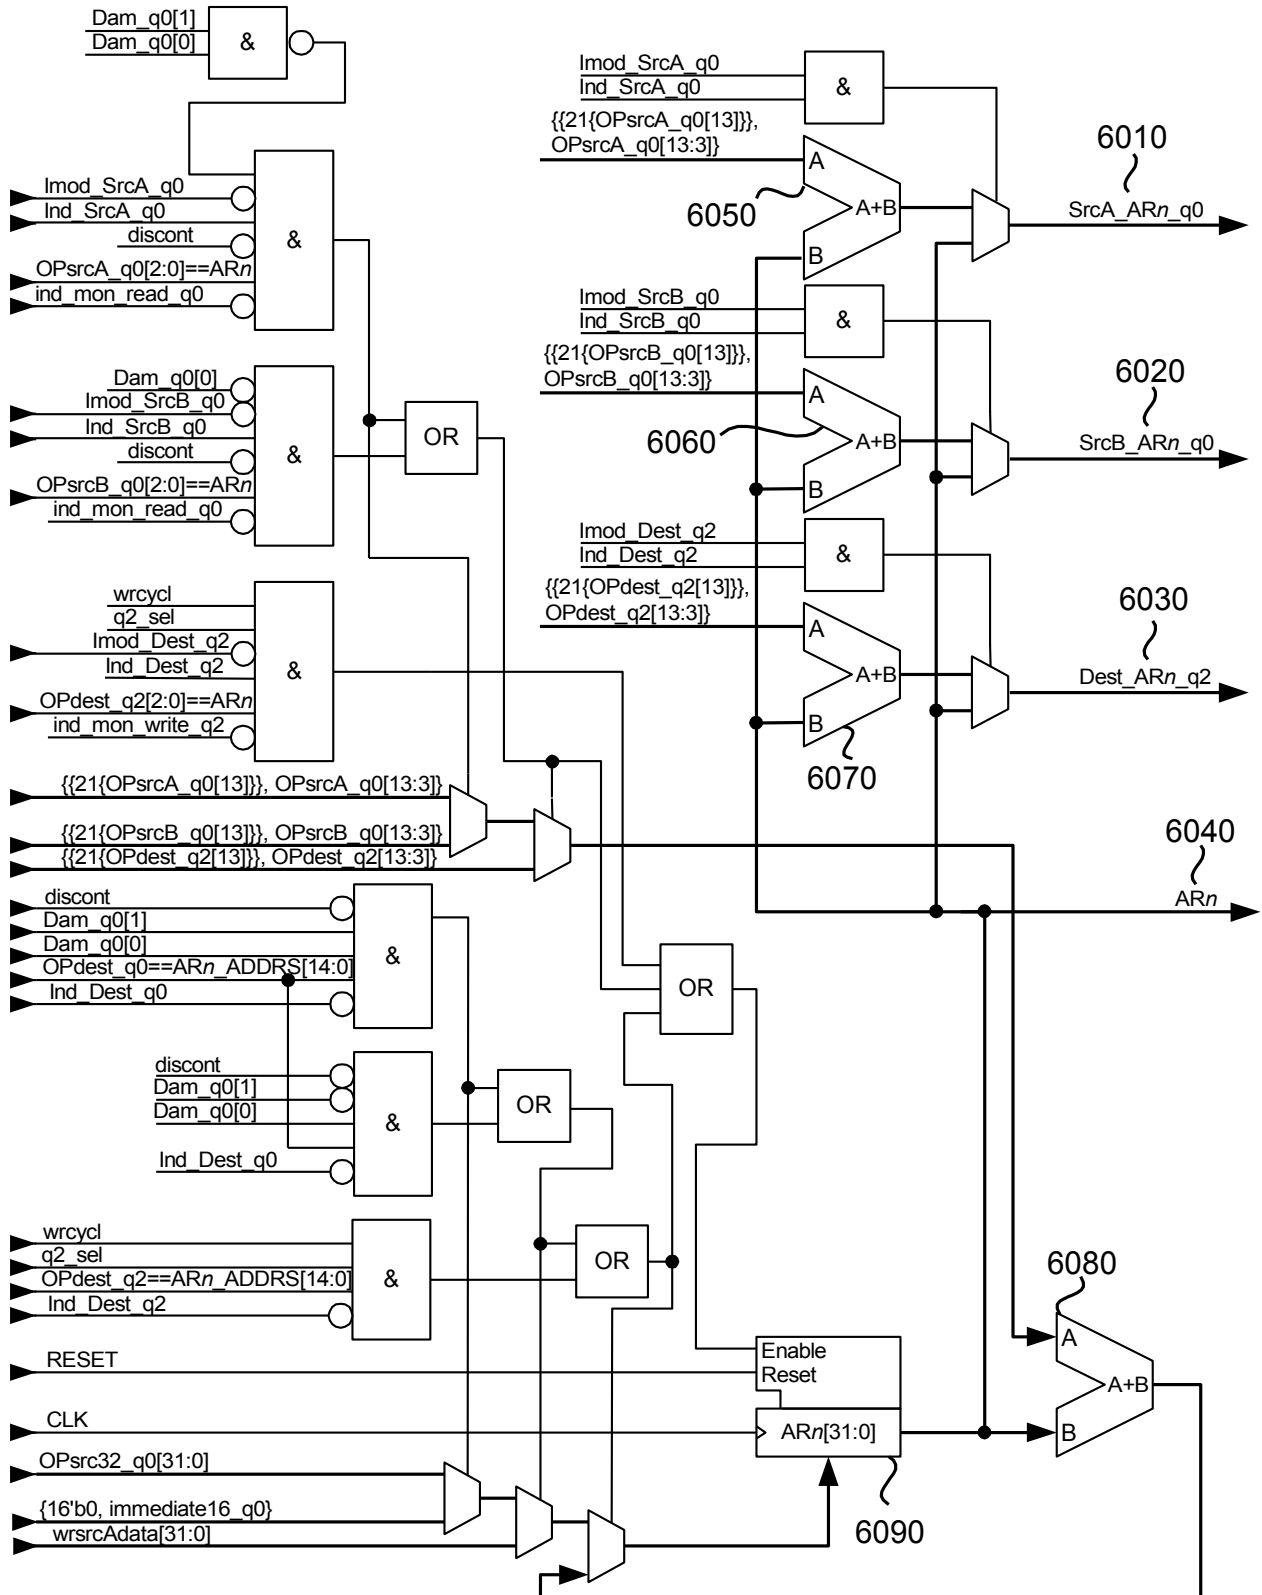 Dam_q0[1]
Dam_q0[0]
&
Imod_SrcA_q0
Ind_SrcA_q0
discont
OPsrcA_q0[2:0]==ARn
ind_mon_read_q0
&
Dam_q0[0]
Imod_SrcB_q0
Ind_SrcB_q0
discont
OPsrcB_q0[2:0]==ARn
ind_mon_read_q0
&
OR
wrcycl
q2_sel
Imod_Dest_q2
Ind_Dest_q2
OPdest_q2[2:0]==ARn
ind_mon_write_q2
&
{{21{OPsrcA_q0[13]}}, OPsrcA_q0[13:3]}
{{21{OPsrcB_q0[13]}}, OPsrcB_q0[13:3]}
{{21{OPdest_q2[13]}}, OPdest_q2[13:3]}
Imod_SrcA_q0
Ind_SrcA_q0
&
{{21{OPsrcA_q0[13]}},
OPsrcA_q0[13:3]}
A
A+B
B
6050
6010
SrcA_ARn_q0
Imod_SrcB_q0
Ind_SrcB_q0
&
{{21{OPsrcB_q0[13]}},
OPsrcB_q0[13:3]}
A
A+B
B
6060
6020
SrcB_ARn_q0
Imod_Dest_q2
Ind_Dest_q2
&
{{21{OPdest_q2[13]}},
OPdest_q2[13:3]}
A
A+B
B
6070
6030
Dest_ARn_q2
6040
ARn
discont
Dam_q0[1]
Dam_q0[0]
OPdest_q0==ARn_ADDRS[14:0]
Ind_Dest_q0
&
OR
discont
Dam_q0[1]
Dam_q0[0]
Ind_Dest_q0
&
OR
wrcycl
q2_sel
OPdest_q2==ARn_ADDRS[14:0]
Ind_Dest_q2
&
OR
RESET
CLK
Enable
Reset
ARn[31:0]
6090
6080
A
A+B
B
OPsrc32_q0[31:0]
{16'b0, immediate16_q0}
wrsrcAdata[31:0]